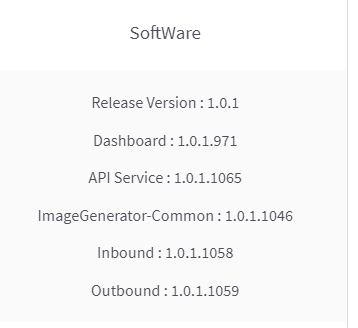 SoftWare
Release Version : 1.0.1
Dashboard : 1.0.1.971
API Service : 1.0.1.1065
ImageGenerator-Common : 1.0.1.1046
Inbound : 1.0.1.1058
Outbound : 1.0.1.1059